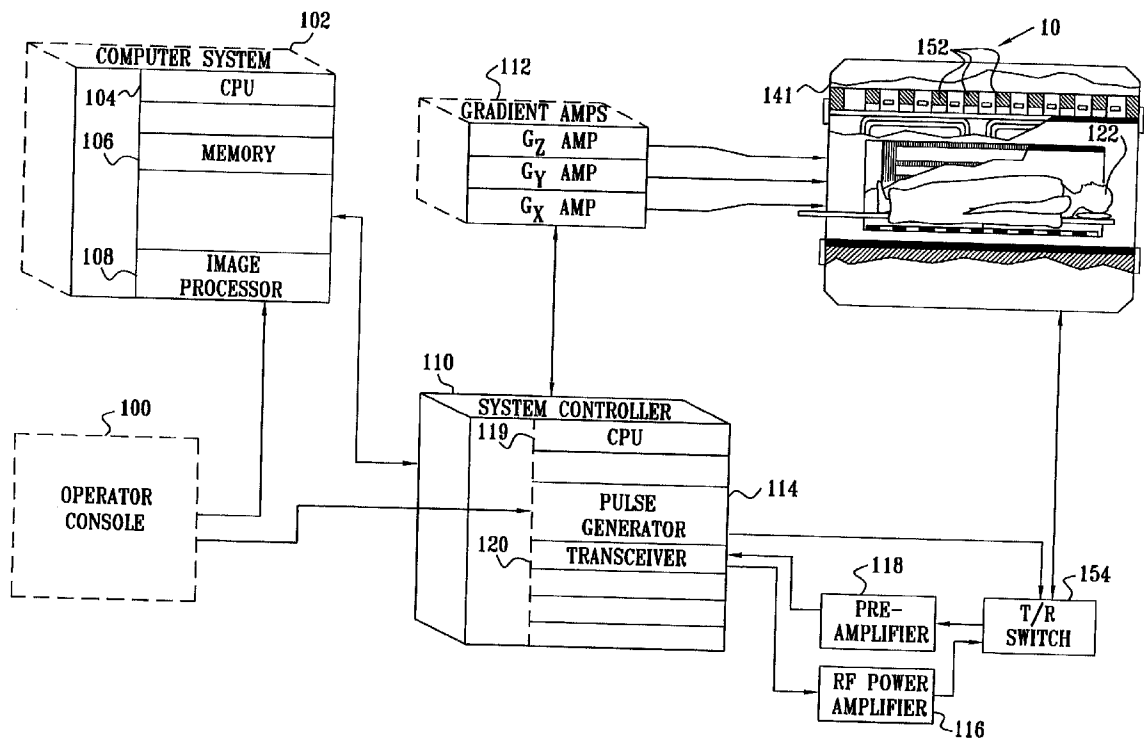 102
COMPUTER SYSTEM
104
CPU
106
MEMORY
108
IMAGE
PROCESSOR
112
GRADIENT AMPS
GZ AMP
GY AMP
GX AMP
10
152
141
122
100
OPERATOR
CONSOLE
110
SYSTEM CONTROLLER
119
CPU
114
PULSE
GENERATOR
120
TRANSCEIVER
118
PRE-
AMPLIFIER
154
T/R
SWITCH
RF POWER
AMPLIFIER
116